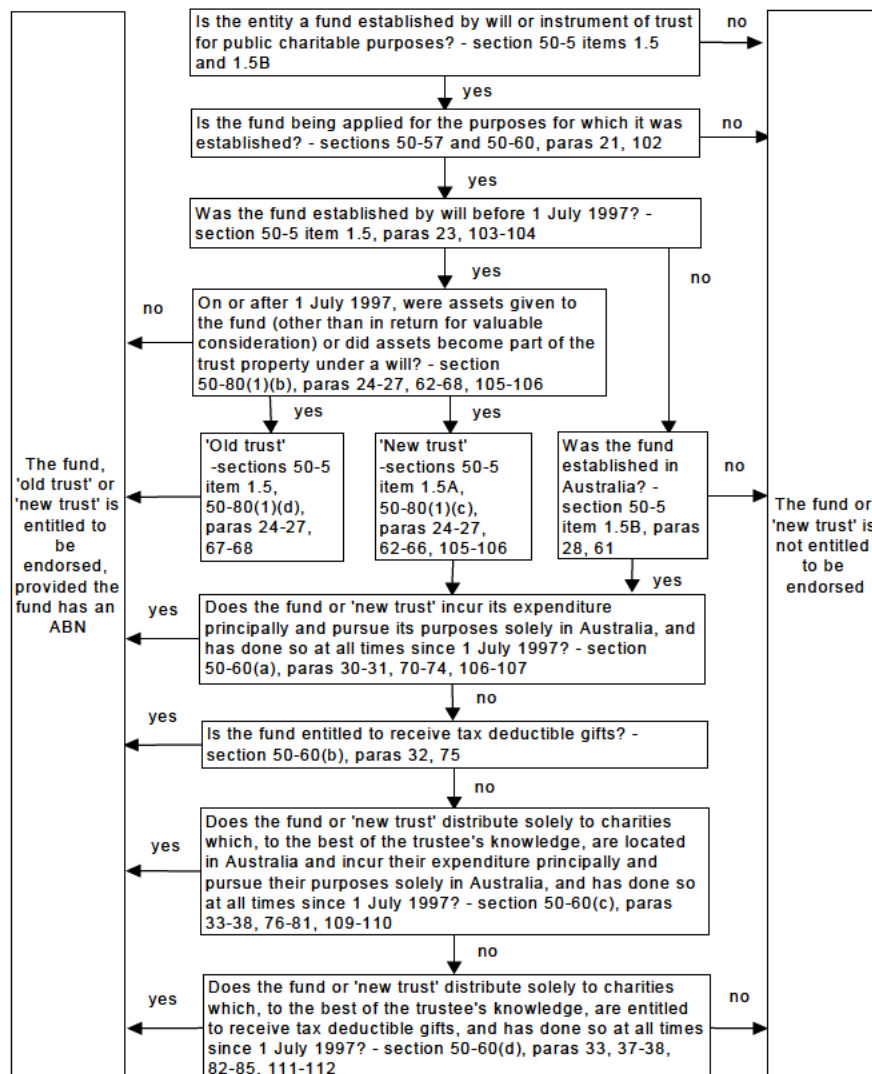 Is the entity a fund established by will or instrument of trust
for public charitable purposes? - section 50-5 items 1.5
and 1.5B
no
yes
Is the fund being applied for the purposes for which it was
established? - sections 50-57 and 50-60, paras 21, 102
no
yes
Was the fund established by will before 1 July 1997? -
section 50-5 item 1.5, paras 23, 103-104
yes
no
no
On or after 1 July 1997, were assets given to
the fund (other than in return for valuable
consideration) or did assets become part of the
trust property under a will? - section
50-80(1)(b), paras 24-27, 62-68, 105-106
yes
yes
'Old trust'
-sections 50-5
item 1.5,
50-80(1)(d),
paras 24-27,
67-68
'New trust'
-sections 50-5
item 1.5A,
50-80(1)(c),
paras 24-27,
62-66, 105-106
Was the fund
established in
Australia? -
section 50-5
item 1.5B, paras
28, 61
no
yes
The fund,
'old trust' or
'new trust' is
entitled to
be
endorsed,
provided the
fund has an
ABN
The fund or
'new trust' is
not entitled
to be
endorsed
Does the fund or 'new trust' incur its expenditure
principally and pursue its purposes solely in Australia, and
has done so at all times since 1 July 1997? - section
50-60(a), paras 30-31, 70-74, 106-107
yes
no
Is the fund entitled to receive tax deductible gifts? -
section 50-60(b), paras 32, 75
yes
no
Does the fund or 'new trust' distribute solely to charities
which, to the best of the trustee's knowledge, are located
in Australia and incur their expenditure principally and
pursue their purposes solely in Australia, and has done so
at all times since 1 July 1997? - section 50-60(c), paras
33-38, 76-81, 109-110
yes
no
Does the fund or 'new trust' distribute solely to charities
which, to the best of the trustee's knowledge, are entitled
to receive tax deductible gifts, and has done so at all times
since 1 July 1997? - section 50-60(d), paras 33, 37-38,
82-85, 111-112
yes
no